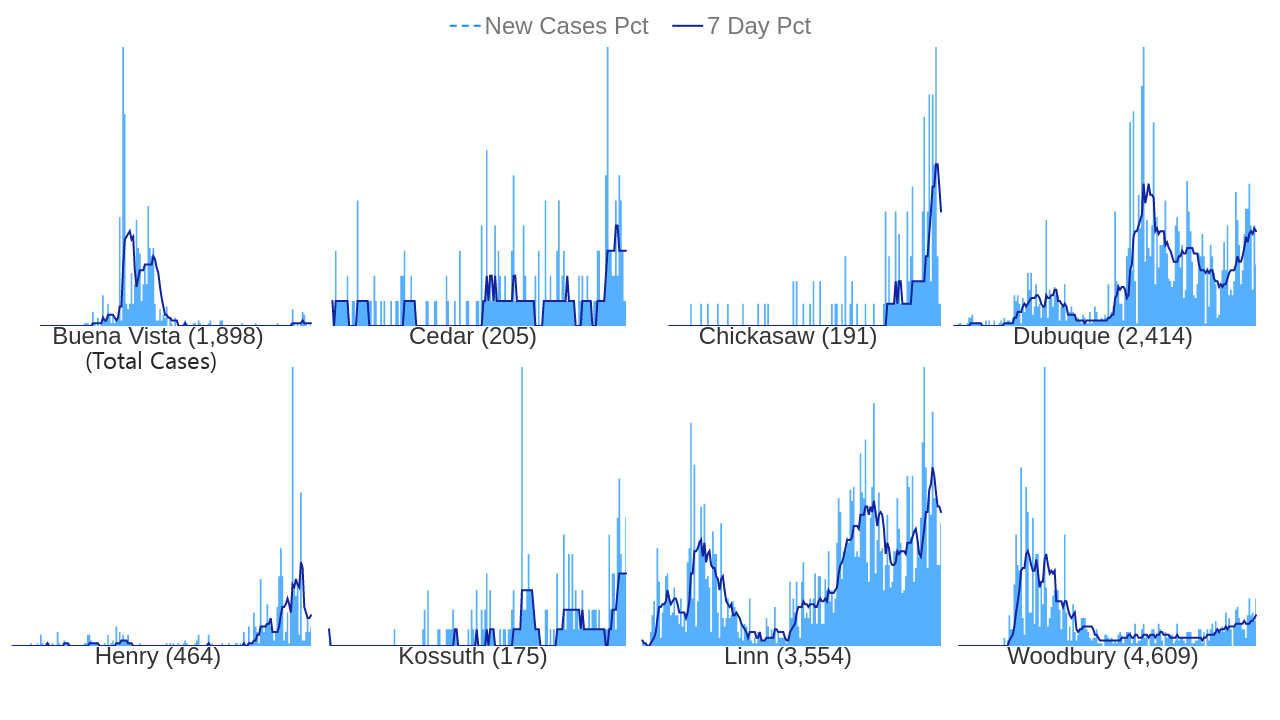 New Cases Pct 7 Day Pct
Buena Vista (1,898) Cedar (205) Chickasaw (191) Dubuque (2,414)
(Total Cases)
Henry (464) Kossuth (175) Linn (3,554) Woodbury (4,609)